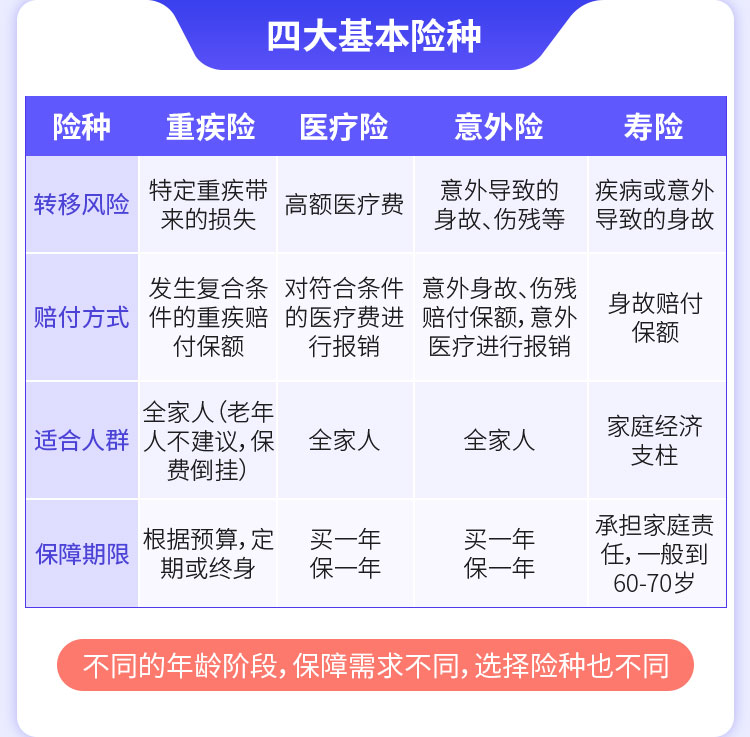 四大基本险种
险种 重疾险 医疗险 意外险 寿险
转移风险
特定重疾带
来的损失
高额医疗费
意外导致的
身故、伤残等
疾病或意外
导致的身故
赔付方式
发生复合条
件的重疾赔
付保额
对符合条件
的医疗费进
行报销
意外身故、伤残
赔付保额，意外
医疗进行报销
身故赔付
保额
适合人群
全家人（老年
人不建议，保
费倒挂）
全家人
全家人
家庭经济
支柱
保障期限
根据预算，定
期或终身
买一年
保一年
买一年
保一年
承担家庭责
任，一般到
60-70岁
不同的年龄阶段，保障需求不同，选择险种也不同